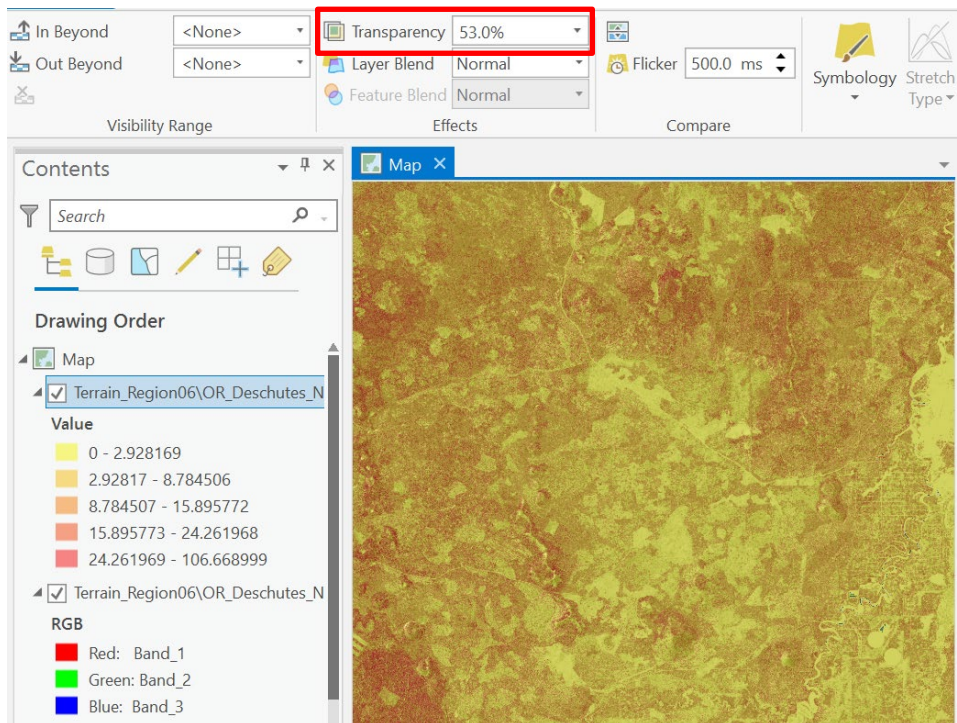 In Beyond <None> Transparency 53.0%
Out Beyond <None> Layer Blend Normal Flicker 500.0 ms Symbology Stretch
Feature Blend Normal Type
Visibility Range Effects Compare
Contents Map
Search
Drawing Order
Map
Terrain_Region06\OR_Deschutes_N
Value
0 - 2.928169
2.92817 - 8.784506
8.784507 - 15.895772
15.895773 - 24.261968
24.261969 - 106.668999
Terrain_Region06\OR_Deschutes_N
RGB
Red: Band_1
Green: Band_2
Blue: Band_3